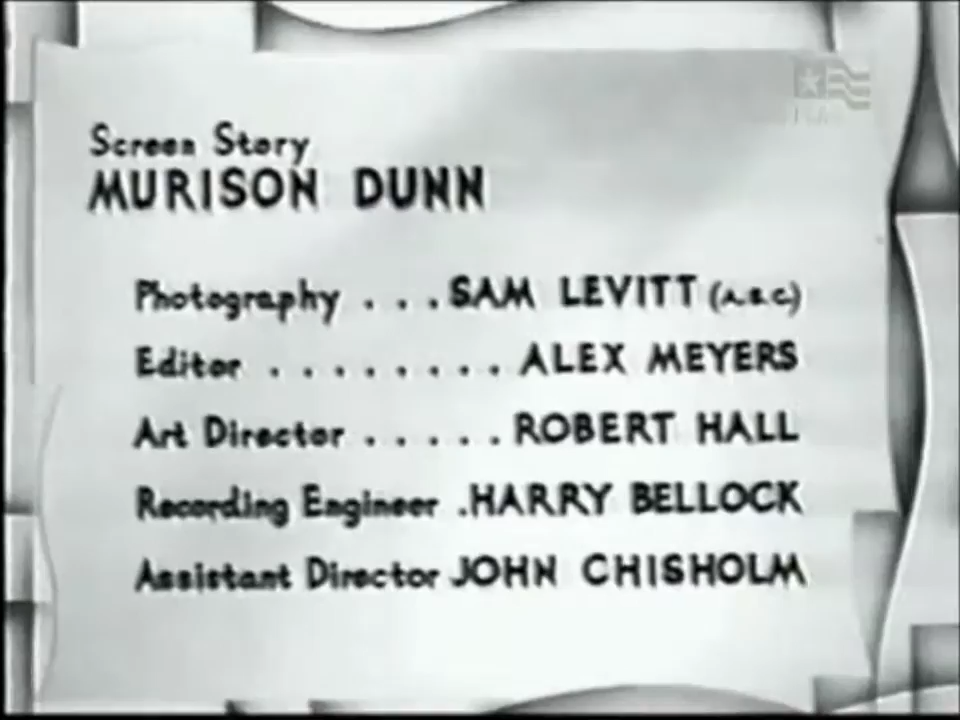 Screen Story
MURISON DUNN
Photography . . . SAM LEVITT (A.S.C)
Editor . . . . . . . . ALEX MEYERS
Art Director . . . . . ROBERT HALL
Recording Engineer . HARRY BELLOCK
Assistant Director JOHN CHISHOLM